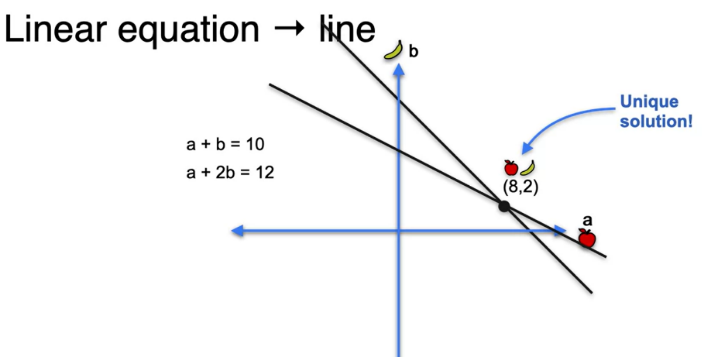 Linear equation → line
b
Unique
solution!
a + b = 10
a + 2b = 12
(8,2)
a